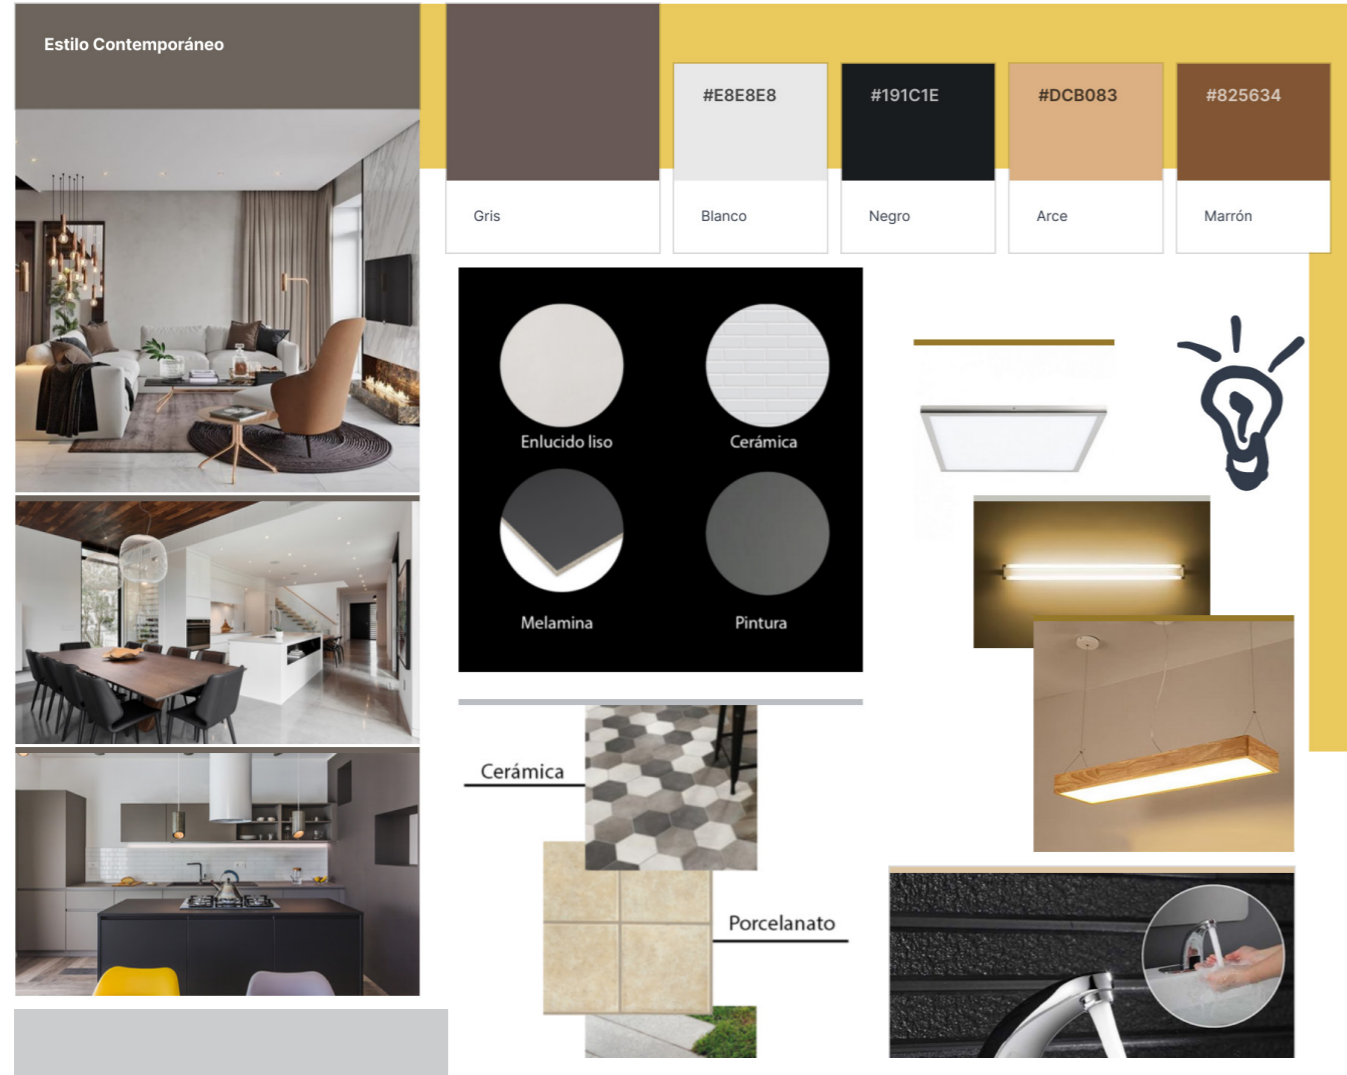 Estilo Contemporáneo
#E8E8E8
#191C1E
#DCB083
#825634
Gris
Blanco
Negro
Arce
Marrón
Enlucido liso
Cerámica
Melamina
Pintura
Cerámica
Porcelanato